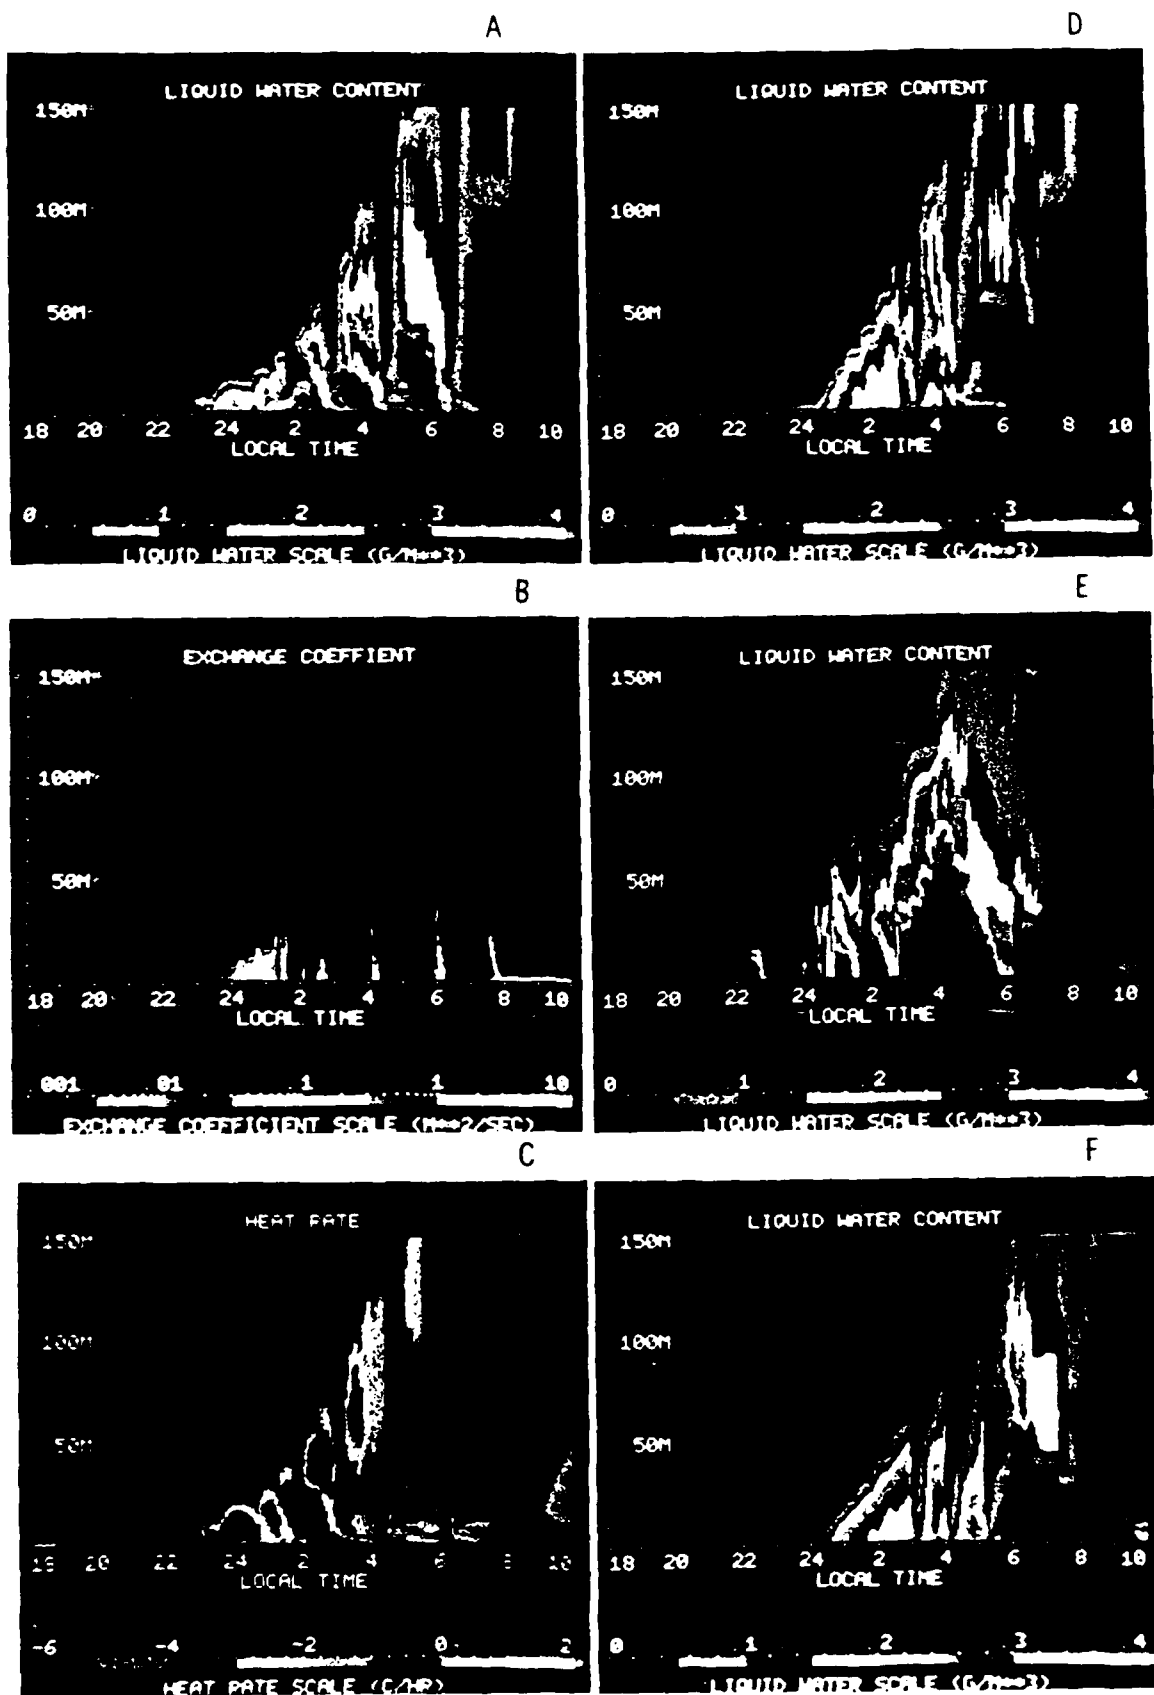 A
LIQUID WATER CONTENT
150M
100M
50M
18 20 22 24 2 4 6 8 10
LOCAL TIME
0 1 2 3 4
LIQUID WATER SCALE (G/M**3)
D
LIQUID WATER CONTENT
150M
100M
50M
18 20 22 24 2 4 6 8 10
LOCAL TIME
0 1 2 3 4
LIQUID WATER SCALE (G/M**3)
B
EXCHANGE COEFFIENT
150M
100M
50M
18 20 22 24 2 4 6 8 10
LOCAL TIME
001 01 1 1 10
EXCHANGE COEFFICIENT SCALE (M**2/SEC)
E
LIQUID WATER CONTENT
150M
100M
50M
18 20 22 24 2 4 6 8 10
LOCAL TIME
0 1 2 3 4
LIQUID WATER SCALE (G/M**3)
C
HEAT RATE
150M
100M
50M
18 20 22 24 2 4 6 8 10
LOCAL TIME
-6 -4 -2 0 2
HEAT RATE SCALE (C/HR)
F
LIQUID WATER CONTENT
150M
100M
50M
18 20 22 24 2 4 6 8 10
LOCAL TIME
0 1 2 3 4
LIQUID WATER SCALE (G/M**3)